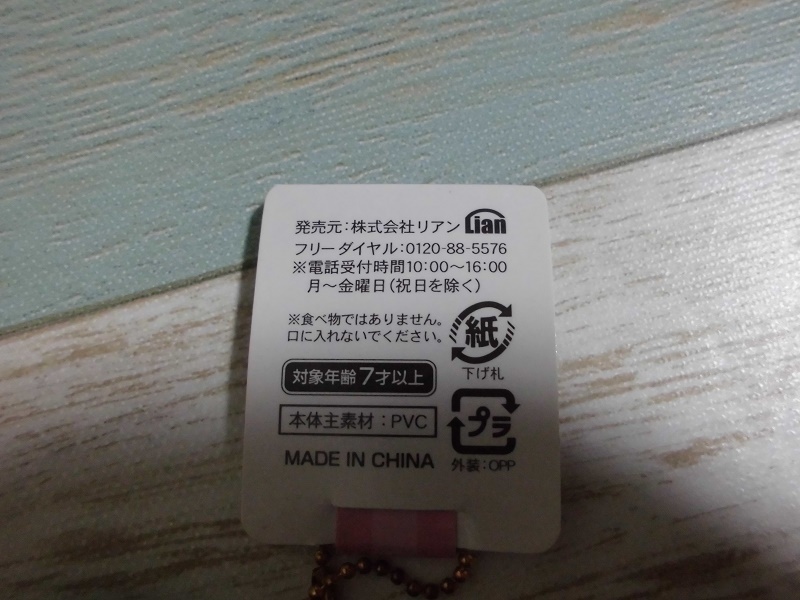 発売元:株式会社リアン Lian
フリーダイヤル:0120-88-5576
※電話受付時間10:00～16:00
月～金曜日(祝日を除く)
※食べ物ではありません。
口に入れないでください。
紙
下げ札
対象年齢7才以上
本体主素材:PVC
プラ
MADE IN CHINA
外装:OPP